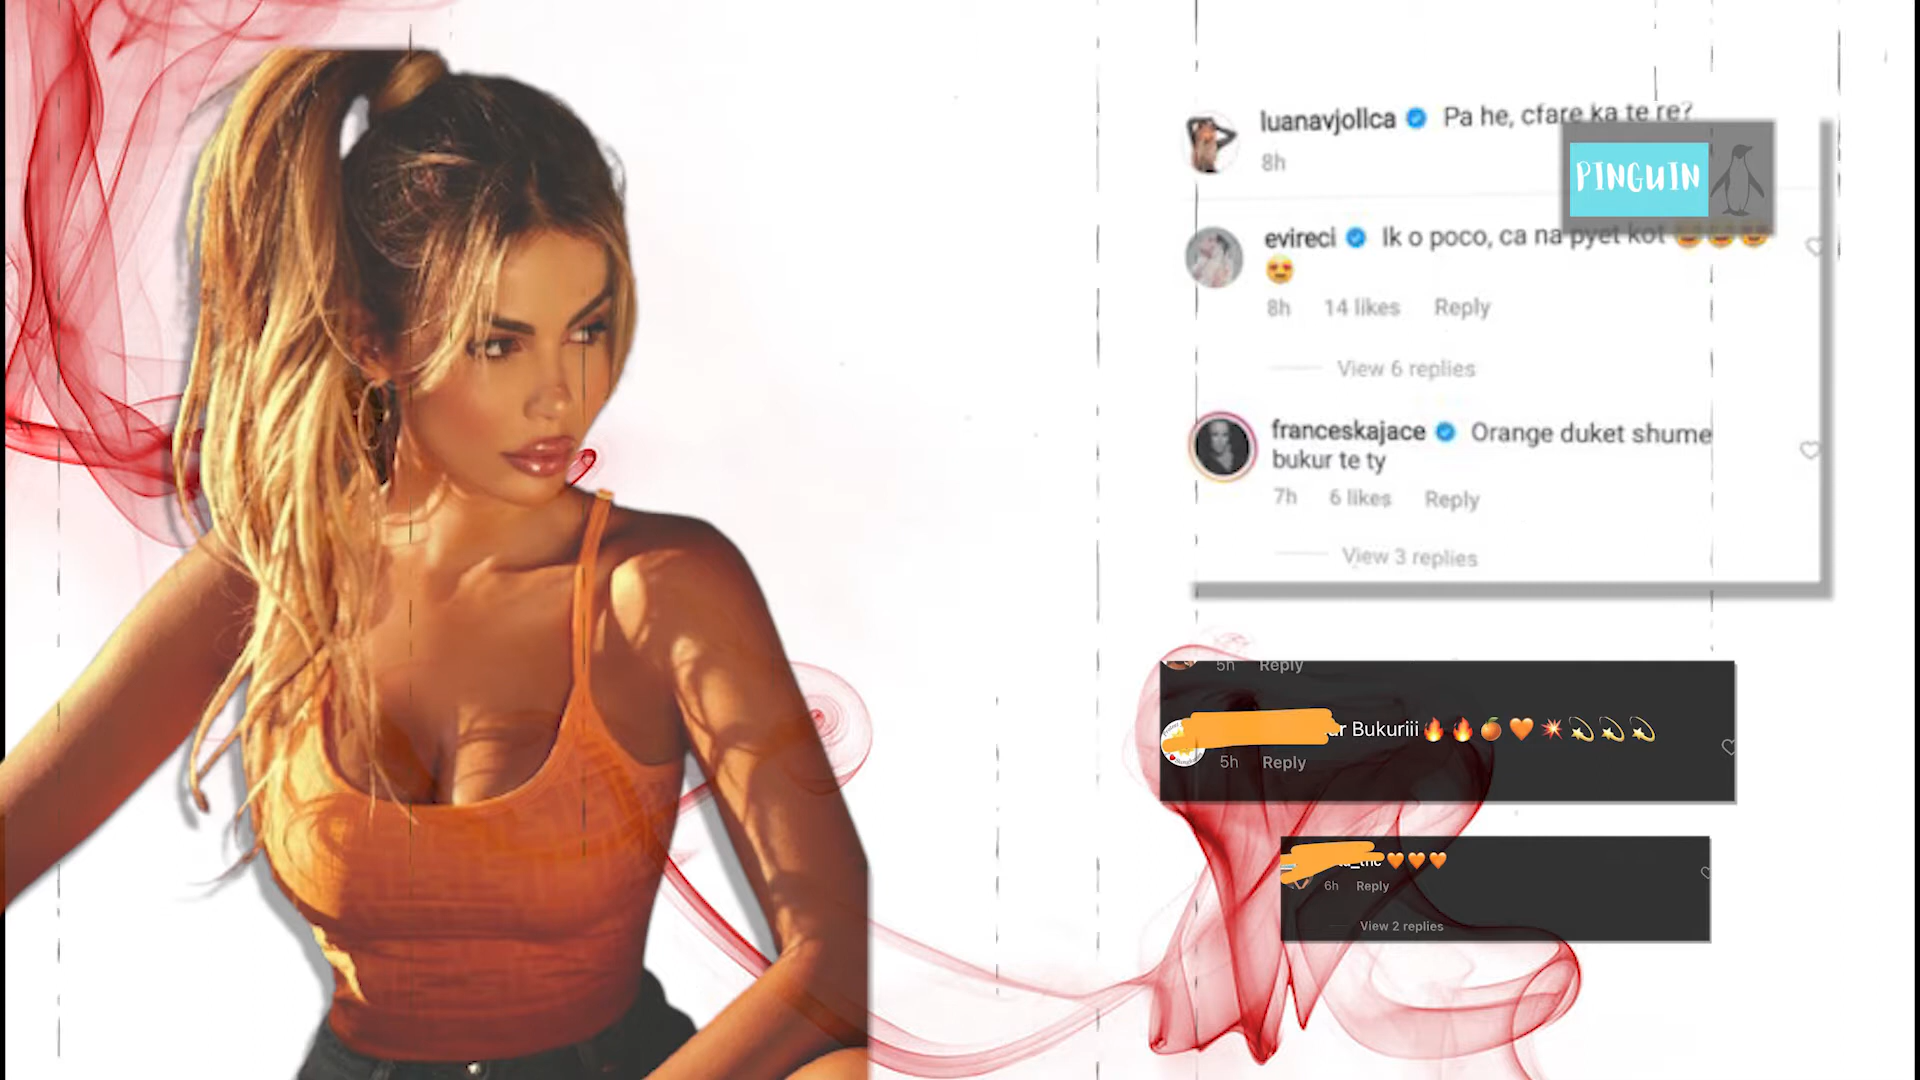 luanavjollca Pa he, cfare ka te re?
8h
PINGUIN
evireci Ik o poco, ca na pyet kot 😍😍😍
😍
8h 14 likes Reply
View 6 replies
franceskajace Orange duket shume
bukur te ty
7h 6 likes Reply
View 3 replies
5h Reply
Bukuriii 🔥🔥🍊🧡💥💫💫💫
5h Reply
🧡🧡🧡
6h Reply
View 2 replies